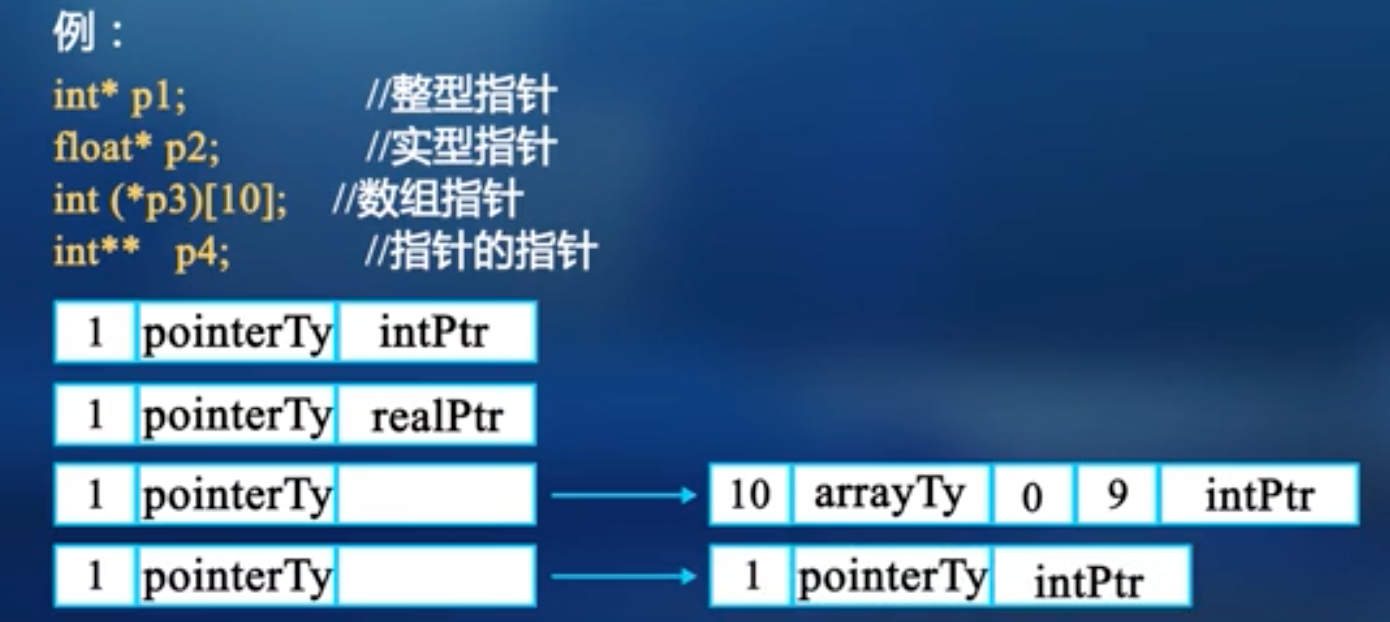 例：
int* p1; //整型指针
float* p2; //实型指针
int (*p3)[10]; //数组指针
int** p4; //指针的指针
1 pointerTy intPtr
1 pointerTy realPtr
1 pointerTy 10 arrayTy 0 9 intPtr
1 pointerTy 1 pointerTy intPtr